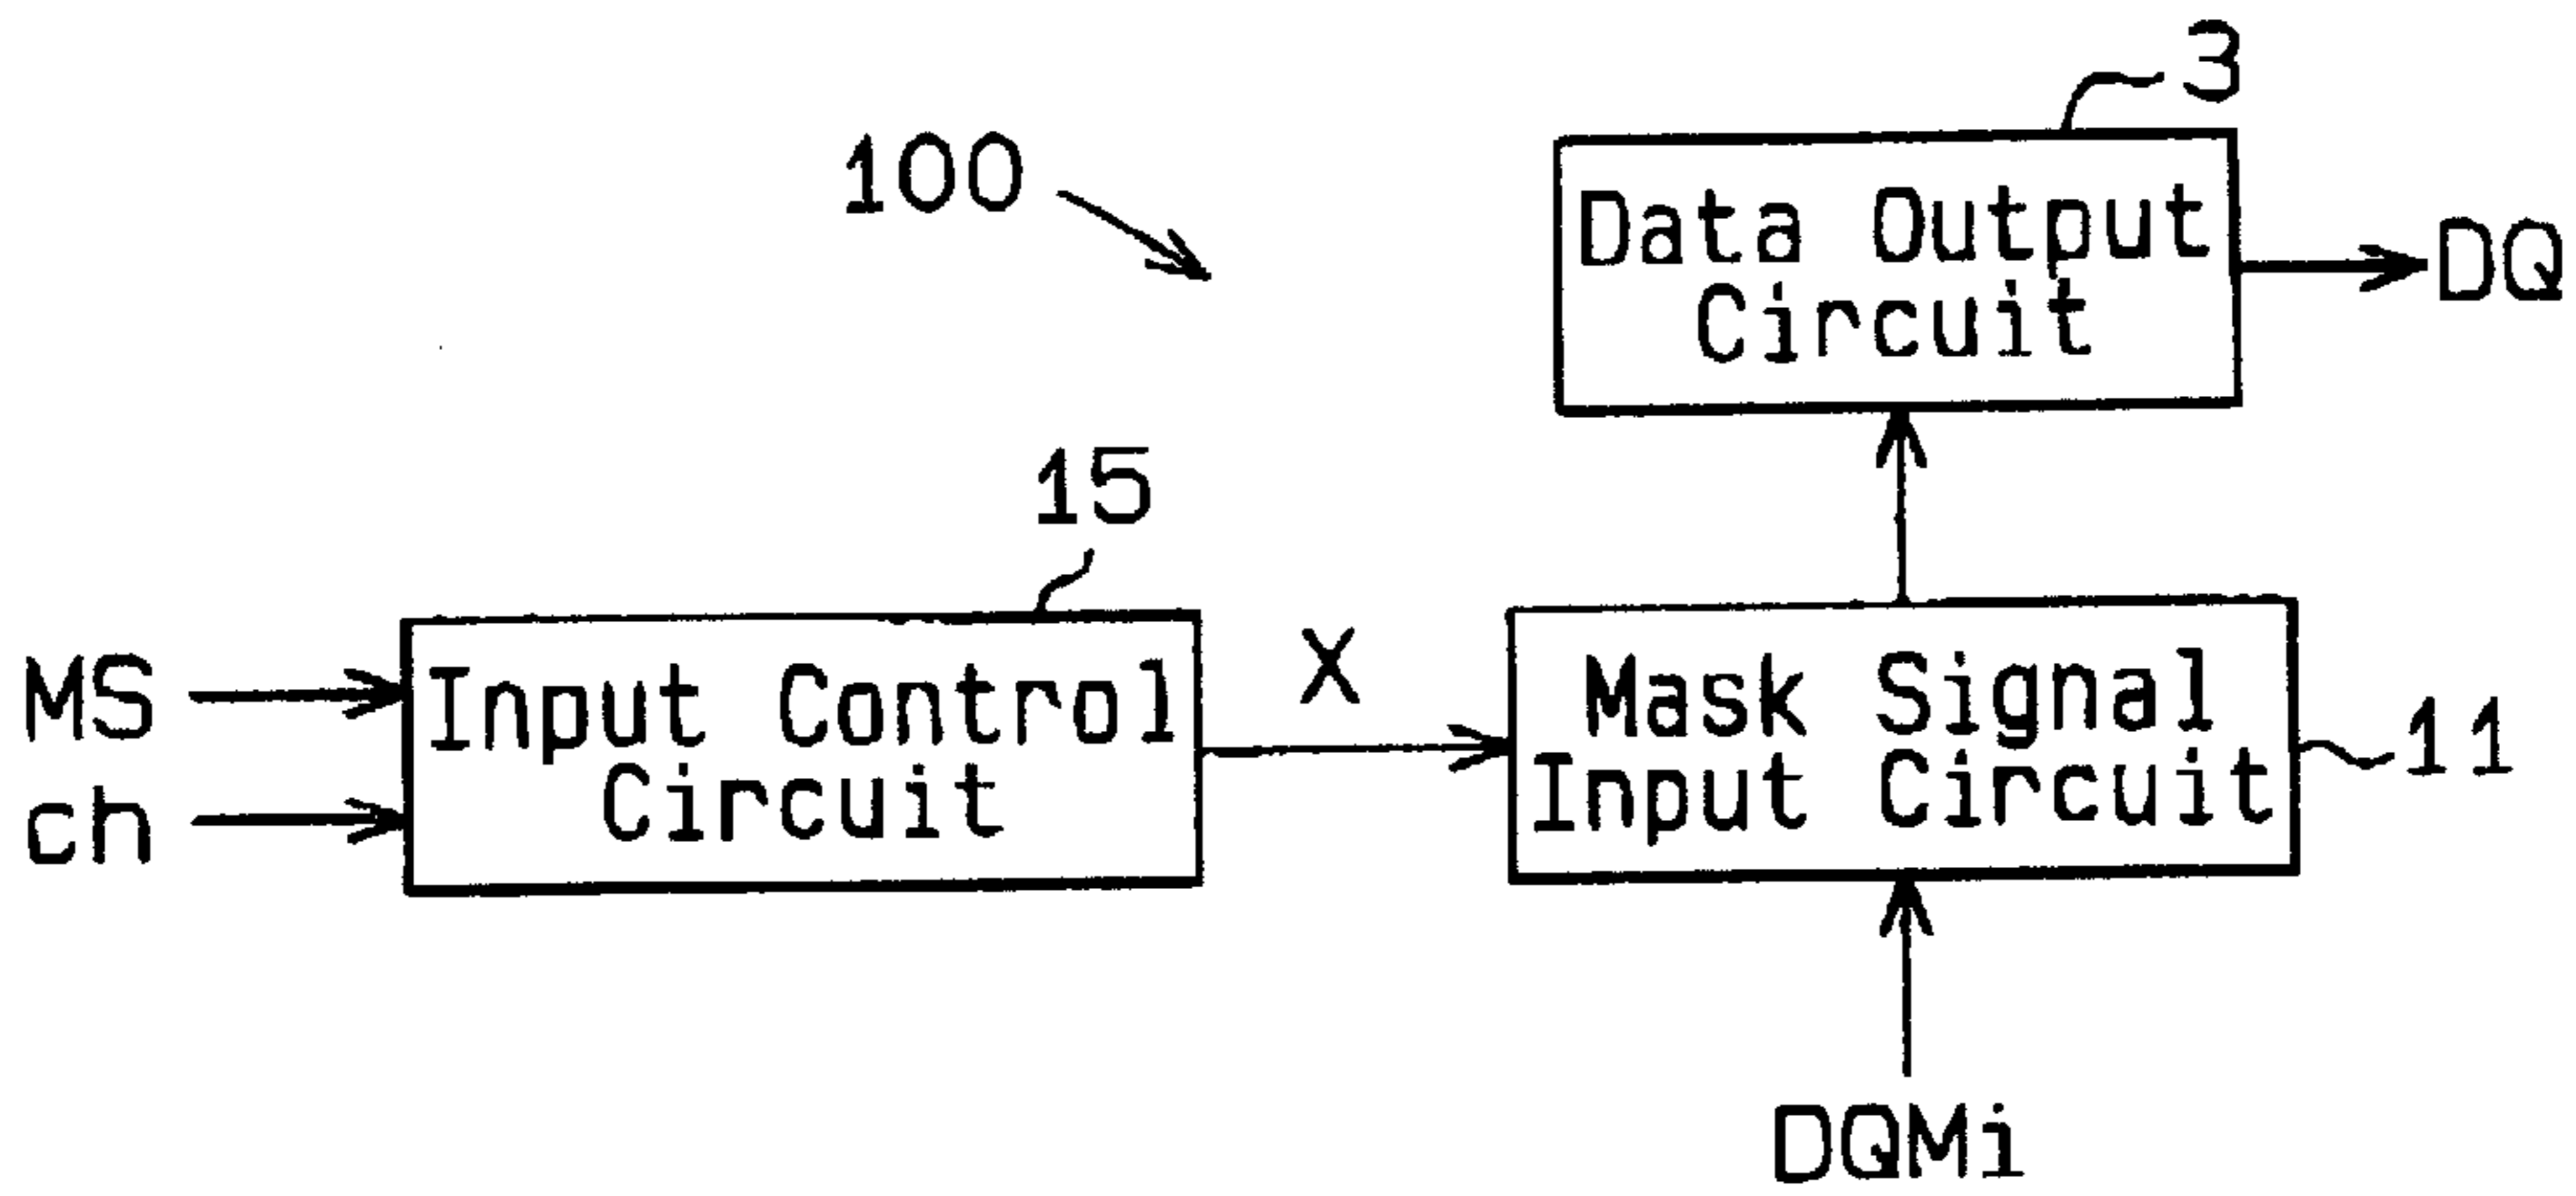 3
100
Data Output
Circuit
DQ
15
MS
ch
Input Control
Circuit
X
Mask Signal
Input Circuit
11
DQMi